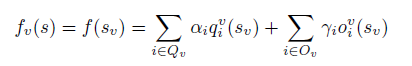 f_v(s) = f(s_v) = \sum_{i \in Q_v} \alpha_i q_i^v(s_v) + \sum_{i \in O_v} \gamma_i o_i^v(s_v)